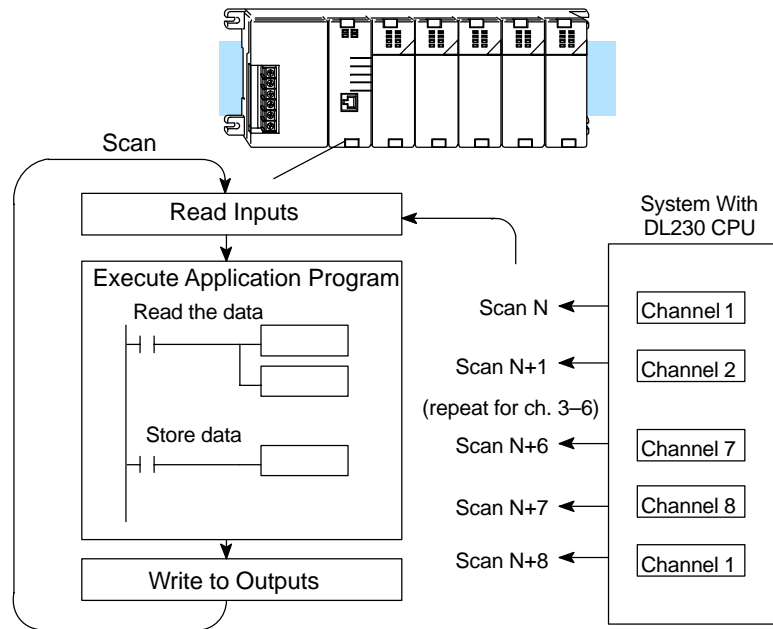 Scan
Read Inputs
Execute Application Program
Read the data
Store data
Write to Outputs
System With
DL230 CPU
Scan N
Channel 1
Scan N+1
Channel 2
(repeat for ch. 3–6)
Scan N+6
Channel 7
Scan N+7
Channel 8
Scan N+8
Channel 1